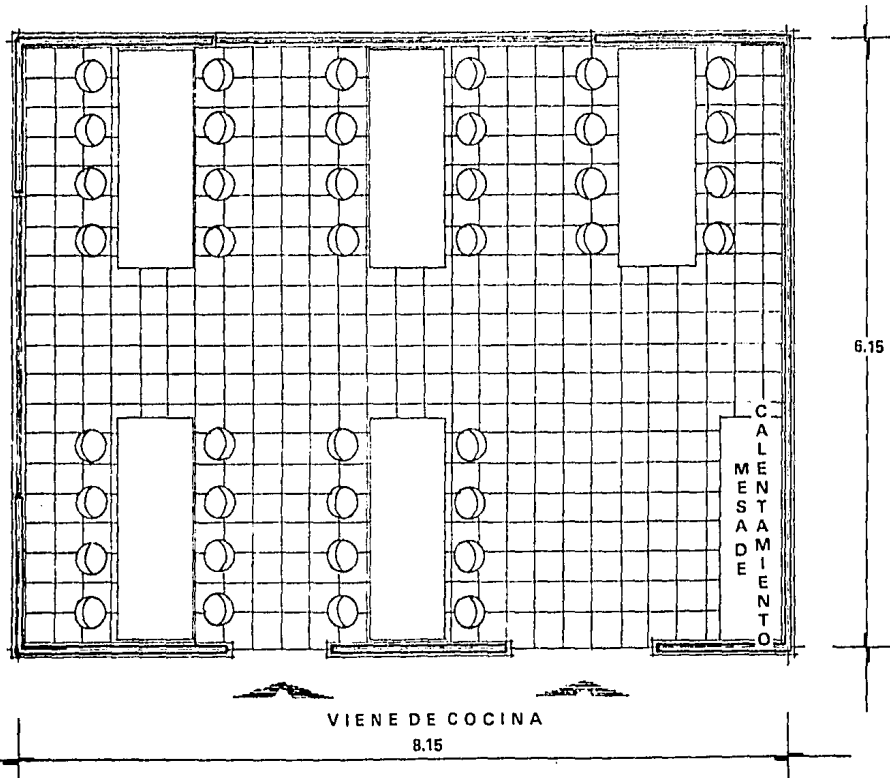 6.15
MESA DE
CALENTAMIENTO
VIENE DE COCINA
8.15